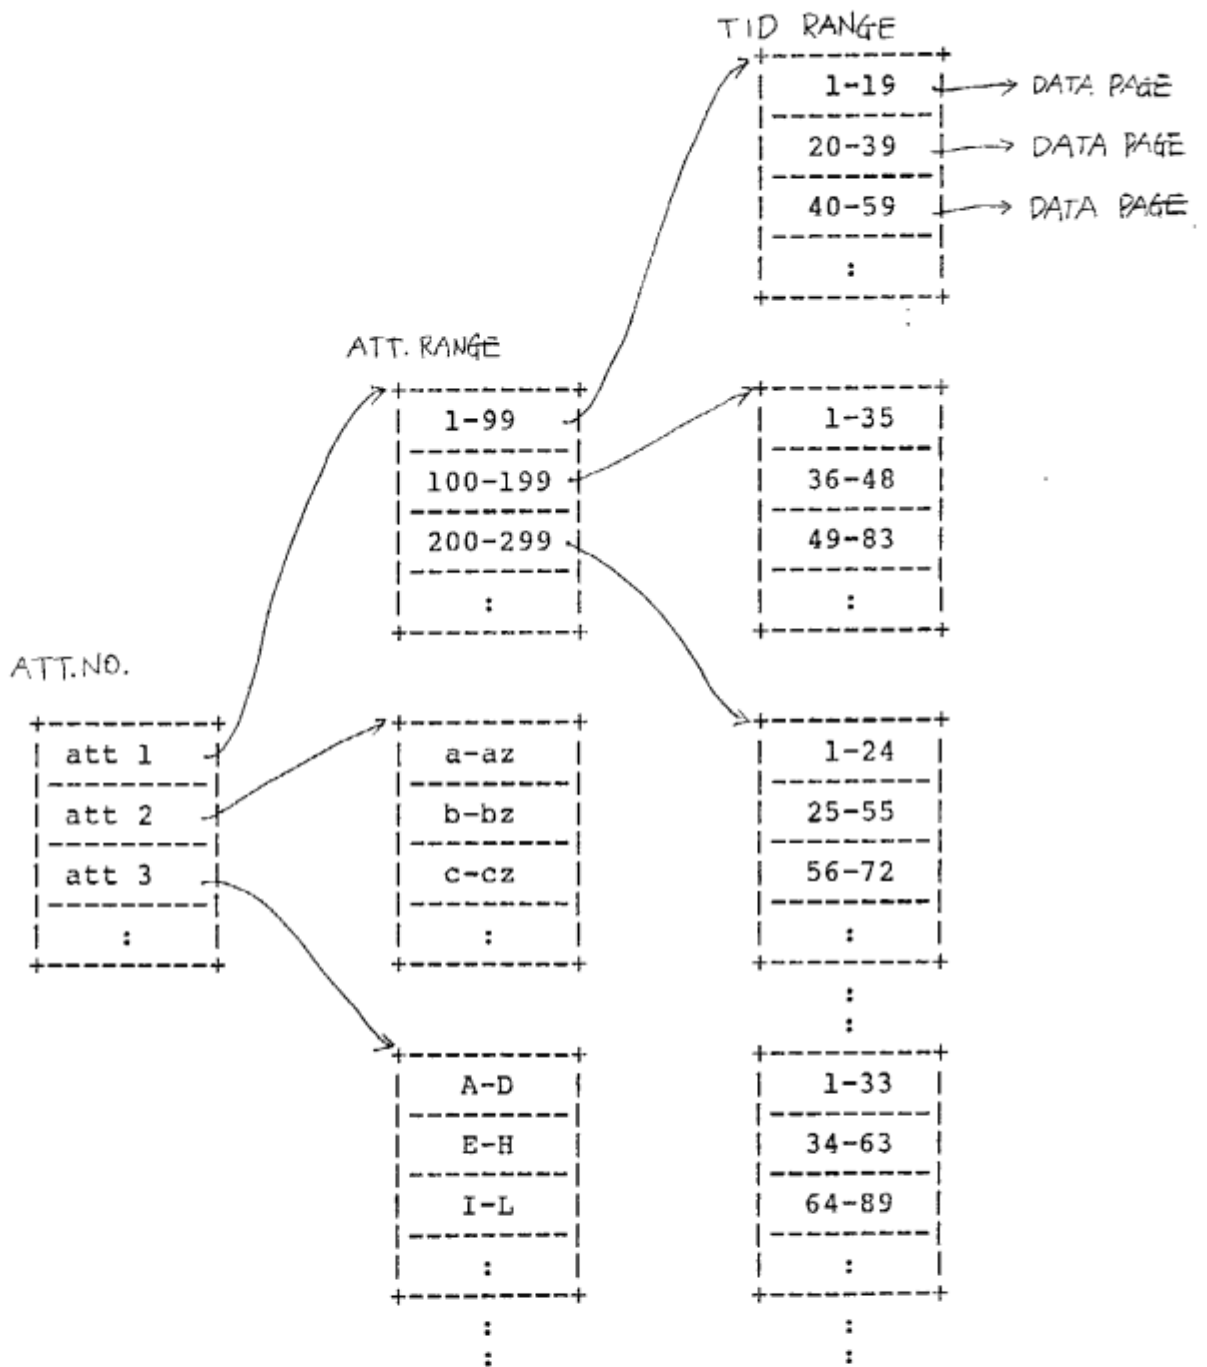 TID RANGE
1-19
DATA PAGE
20-39
DATA PAGE
40-59
DATA PAGE
:
ATT. RANGE
1-99
100-199
200-299
:
1-35
36-48
49-83
:
ATT.NO.
att 1
att 2
att 3
:
a-az
b-bz
c-cz
:
1-24
25-55
56-72
:
:
:
A-D
E-H
I-L
:
:
:
1-33
34-63
64-89
:
:
: